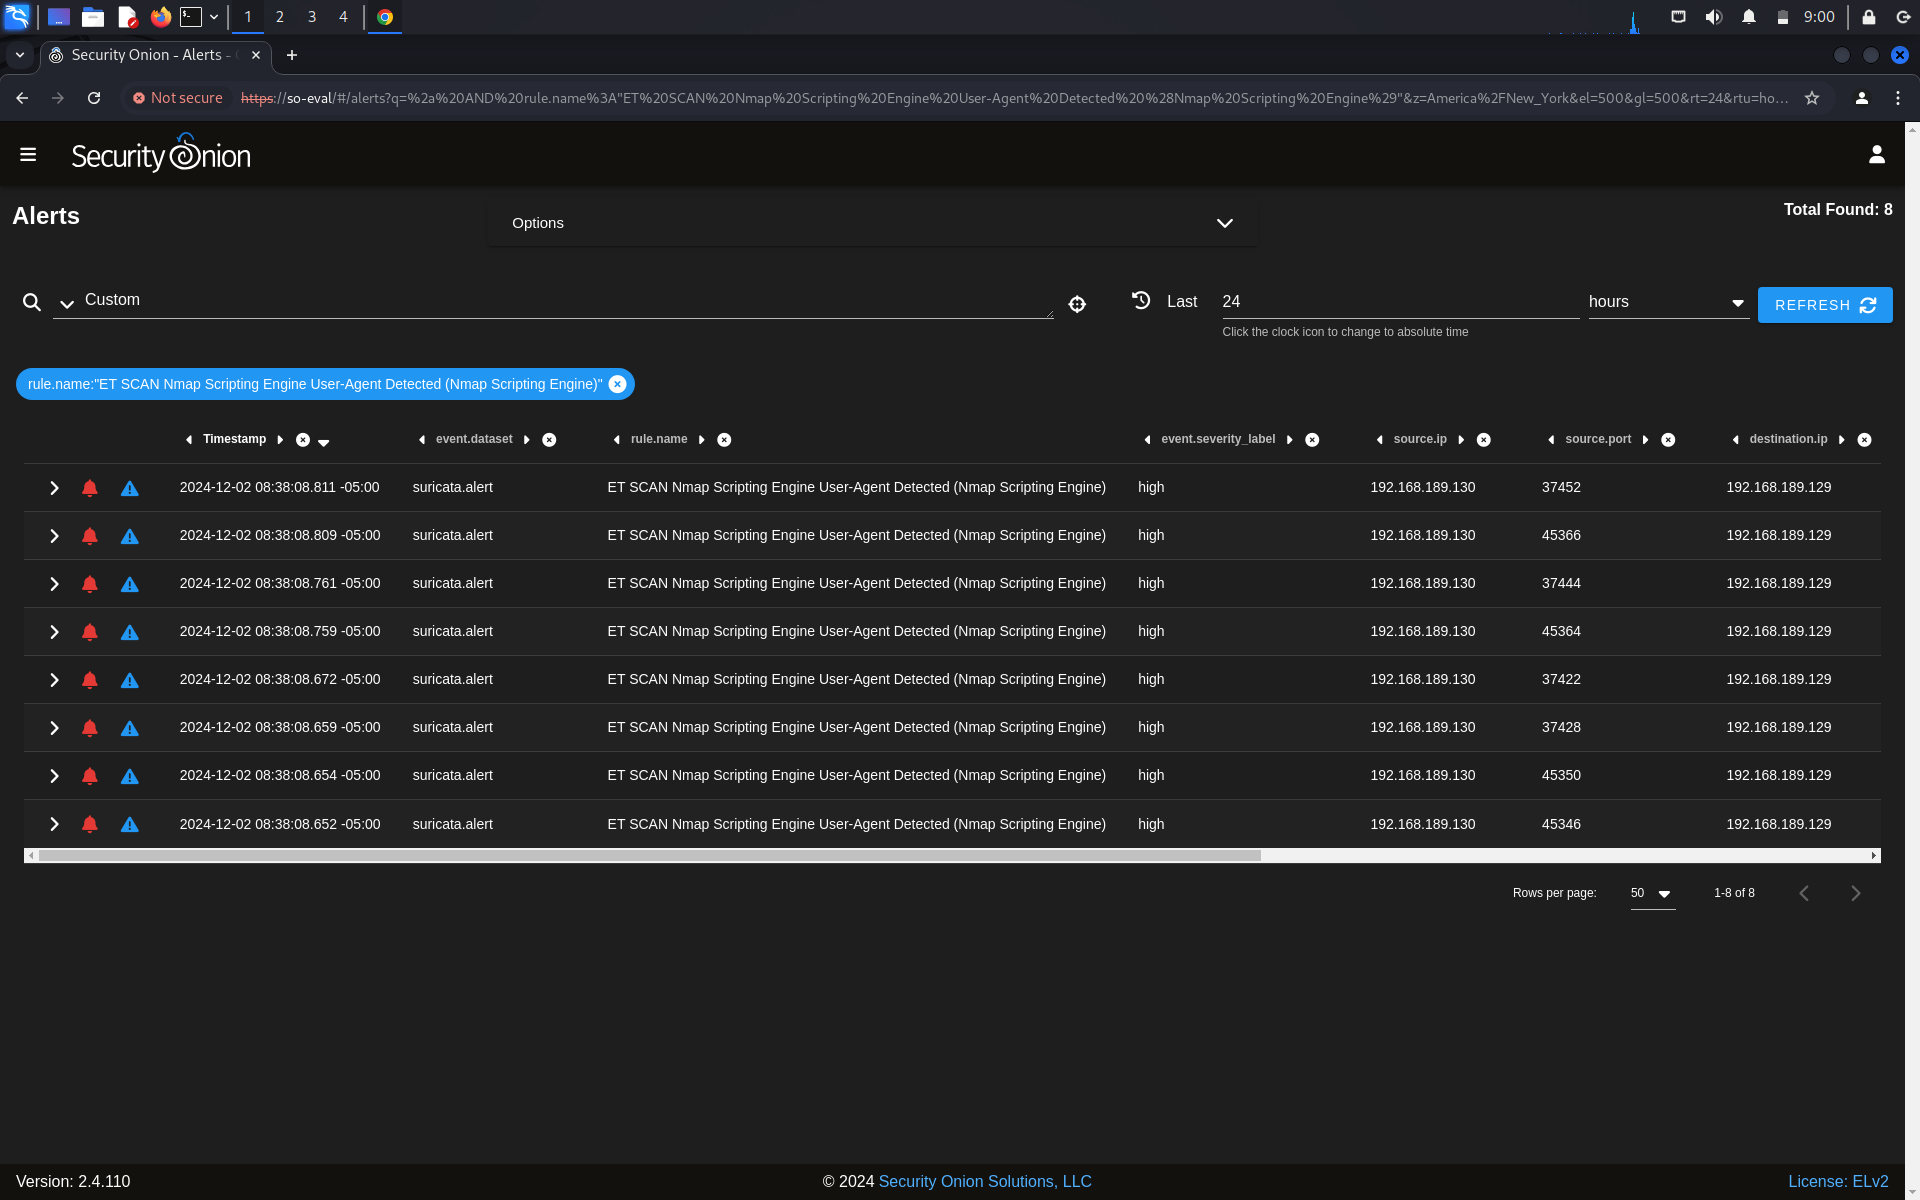 1 2 3 4 9:00
Security Onion - Alerts -
Not secure https://so-eval/#/alerts?q=%2a%20AND%20rule.name%3A"ET%20SCAN%20Nmap%20Scripting%20Engine%20User-Agent%20Detected%20%28Nmap%20Scripting%20Engine%29"&z=America%2FNew_York&el=500&gl=500&rt=24&rtu=ho...
Security Onion
Alerts
Options
Total Found: 8
Custom
Last 24 hours REFRESH
Click the clock icon to change to absolute time
rule.name:"ET SCAN Nmap Scripting Engine User-Agent Detected (Nmap Scripting Engine)"
Timestamp event.dataset rule.name event.severity_label source.ip source.port destination.ip
2024-12-02 08:38:08.811 -05:00 suricata.alert ET SCAN Nmap Scripting Engine User-Agent Detected (Nmap Scripting Engine) high 192.168.189.130 37452 192.168.189.129
2024-12-02 08:38:08.809 -05:00 suricata.alert ET SCAN Nmap Scripting Engine User-Agent Detected (Nmap Scripting Engine) high 192.168.189.130 45366 192.168.189.129
2024-12-02 08:38:08.761 -05:00 suricata.alert ET SCAN Nmap Scripting Engine User-Agent Detected (Nmap Scripting Engine) high 192.168.189.130 37444 192.168.189.129
2024-12-02 08:38:08.759 -05:00 suricata.alert ET SCAN Nmap Scripting Engine User-Agent Detected (Nmap Scripting Engine) high 192.168.189.130 45364 192.168.189.129
2024-12-02 08:38:08.672 -05:00 suricata.alert ET SCAN Nmap Scripting Engine User-Agent Detected (Nmap Scripting Engine) high 192.168.189.130 37422 192.168.189.129
2024-12-02 08:38:08.659 -05:00 suricata.alert ET SCAN Nmap Scripting Engine User-Agent Detected (Nmap Scripting Engine) high 192.168.189.130 37428 192.168.189.129
2024-12-02 08:38:08.654 -05:00 suricata.alert ET SCAN Nmap Scripting Engine User-Agent Detected (Nmap Scripting Engine) high 192.168.189.130 45350 192.168.189.129
2024-12-02 08:38:08.652 -05:00 suricata.alert ET SCAN Nmap Scripting Engine User-Agent Detected (Nmap Scripting Engine) high 192.168.189.130 45346 192.168.189.129
Rows per page: 50 1-8 of 8
Version: 2.4.110 © 2024 Security Onion Solutions, LLC License: ELv2